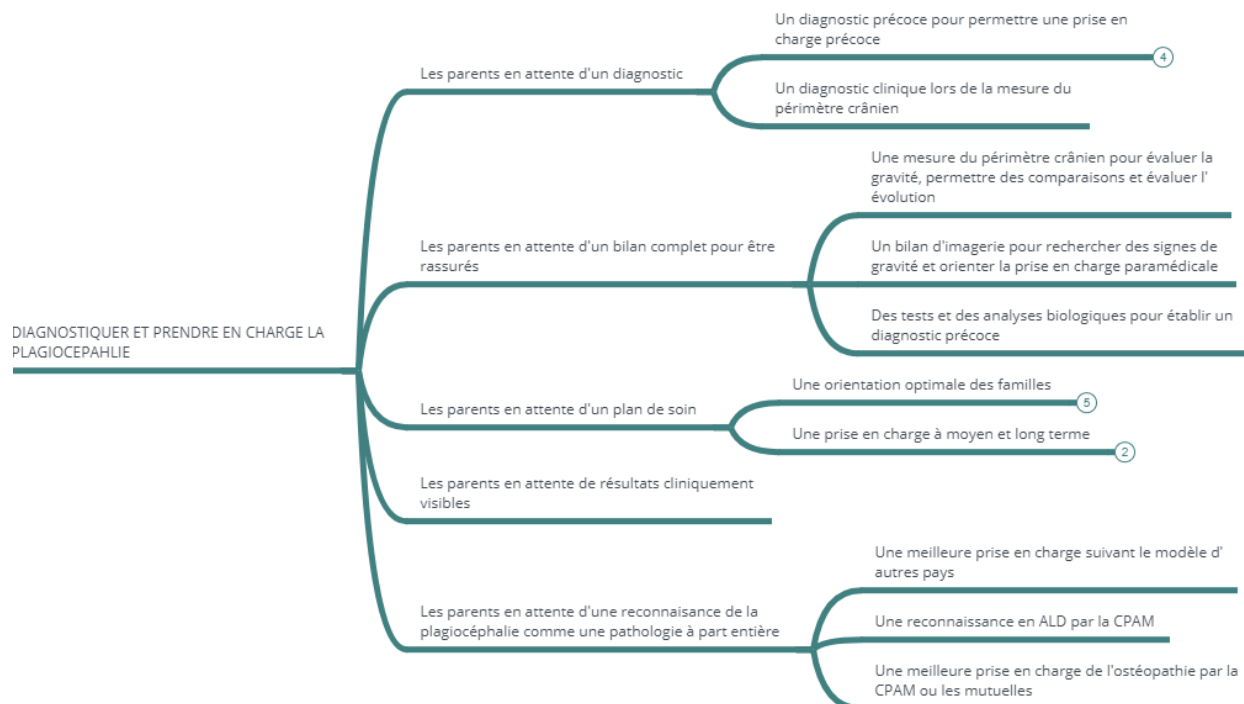 DIAGNOSTIQUER ET PRENDRE EN CHARGE LA
PLAGIOCEPAHLIE
Les parents en attente d'un diagnostic
Un diagnostic précoce pour permettre une prise en
charge précoce
4
Un diagnostic clinique lors de la mesure du
périmètre crânien
Les parents en attente d'un bilan complet pour être
rassurés
Une mesure du périmètre crânien pour évaluer la
gravité, permettre des comparaisons et évaluer l'
évolution
Un bilan d'imagerie pour rechercher des signes de
gravité et orienter la prise en charge paramédicale
Des tests et des analyses biologiques pour établir un
diagnostic précoce
Les parents en attente d'un plan de soin
Une orientation optimale des familles
5
Une prise en charge à moyen et long terme
2
Les parents en attente de résultats cliniquement
visibles
Les parents en attente d'une reconnaisance de la
plagiocéphalie comme une pathologie à part entière
Une meilleure prise en charge suivant le modèle d'
autres pays
Une reconnaissance en ALD par la CPAM
Une meilleure prise en charge de l'ostéopathie par la
CPAM ou les mutuelles